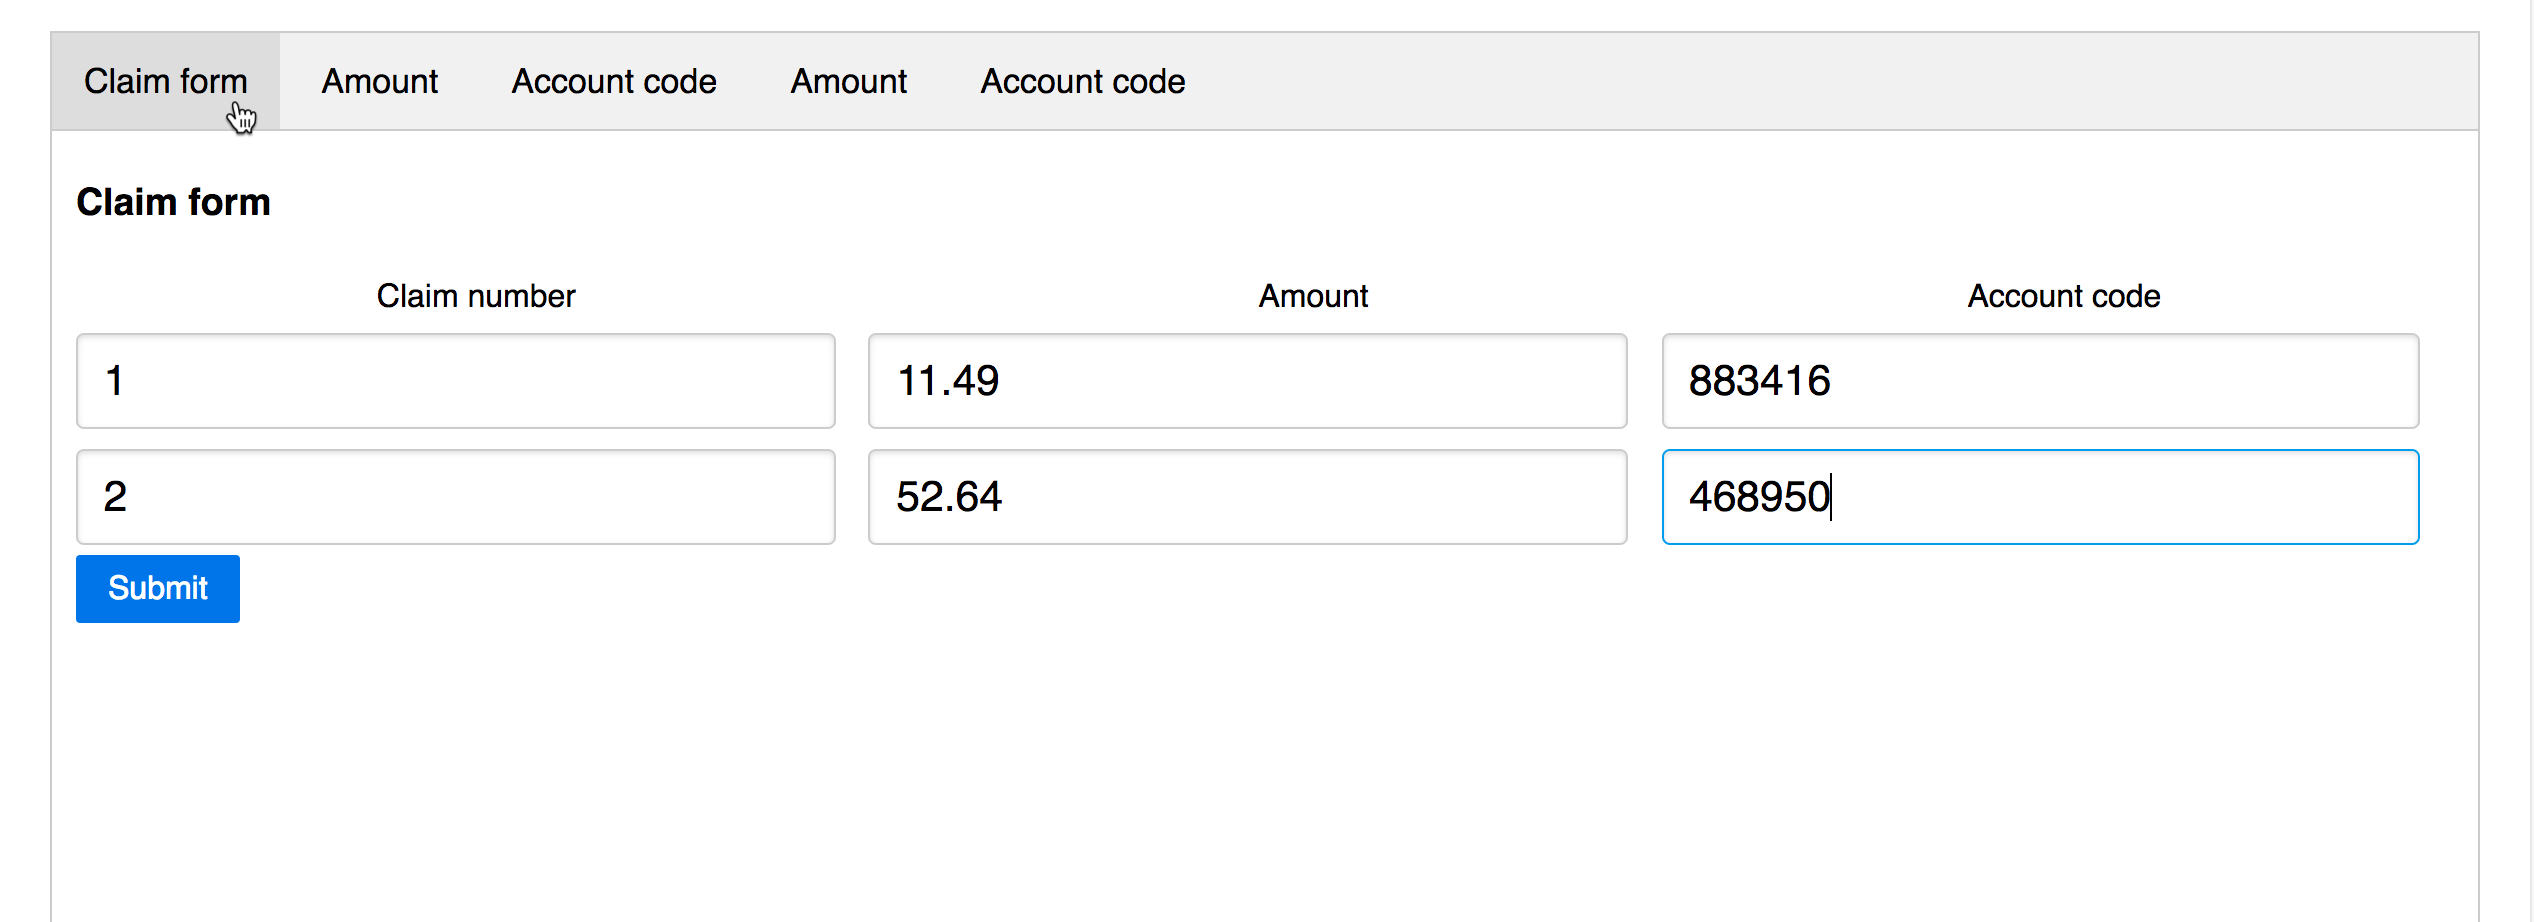 Claim form Amount Account code Amount Account code
Claim form
Claim number Amount Account code
1 11.49 883416
2 52.64 468950
Submit